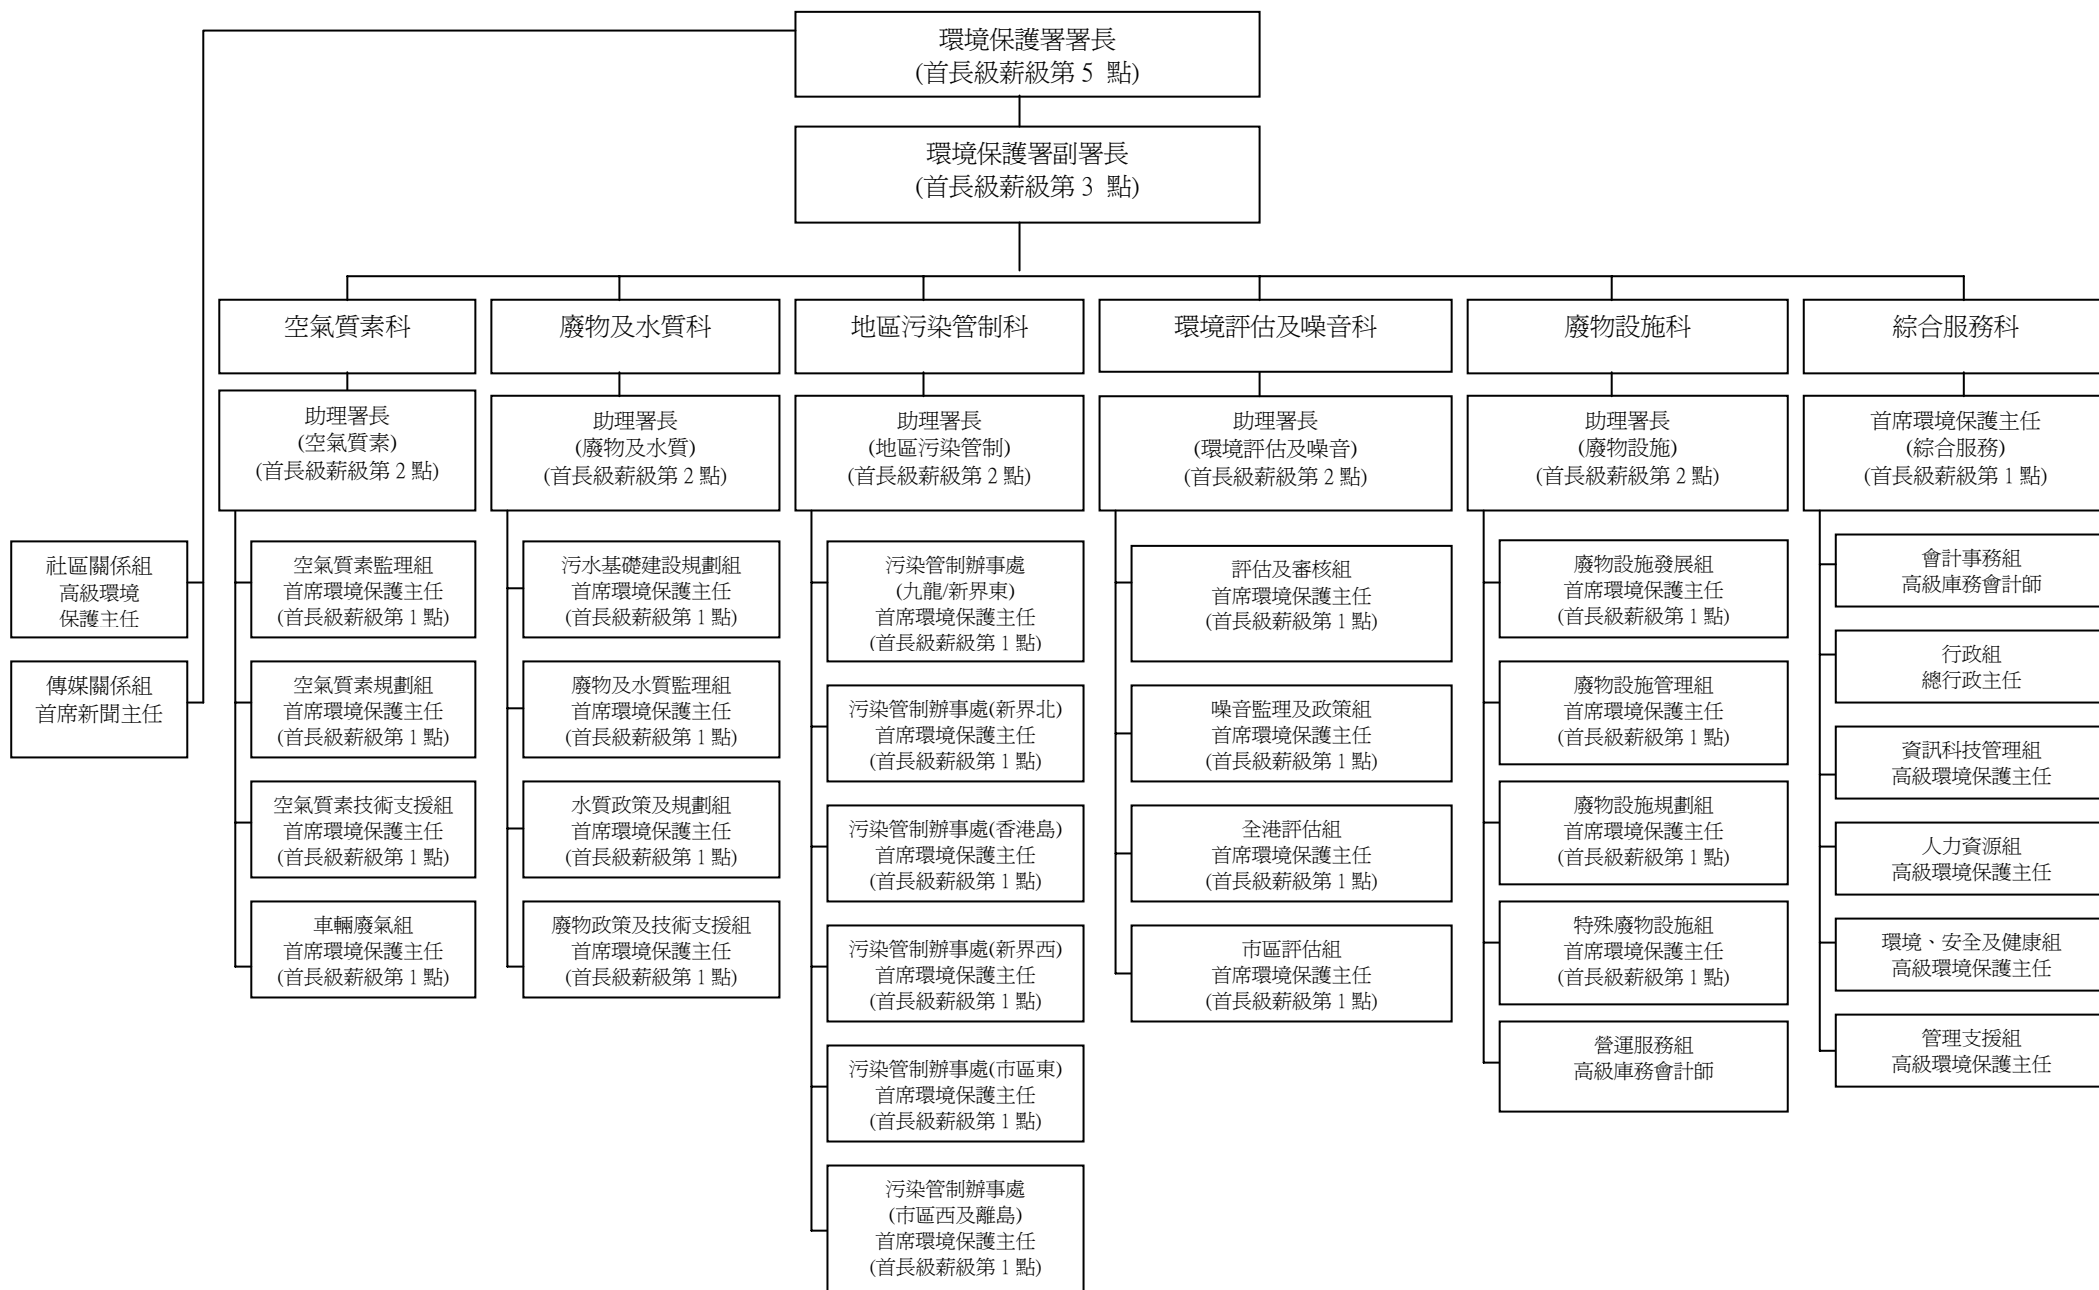 環境保護署署長
(首長級薪級第 5 點)
環境保護署副署長
(首長級薪級第 3 點)
空氣質素科
廢物及水質科
地區污染管制科
環境評估及噪音科
廢物設施科
綜合服務科
助理署長
(空氣質素)
(首長級薪級第 2 點)
助理署長
(廢物及水質)
(首長級薪級第 2 點)
助理署長
(地區污染管制)
(首長級薪級第 2 點)
助理署長
(環境評估及噪音)
(首長級薪級第 2 點)
助理署長
(廢物設施)
(首長級薪級第 2 點)
首席環境保護主任
(綜合服務)
(首長級薪級第 1 點)
社區關係組
高級環境
保護主任
傳媒關係組
首席新聞主任
空氣質素監理組
首席環境保護主任
(首長級薪級第 1 點)
空氣質素規劃組
首席環境保護主任
(首長級薪級第 1 點)
空氣質素技術支援組
首席環境保護主任
(首長級薪級第 1 點)
車輛廢氣組
首席環境保護主任
(首長級薪級第 1 點)
污水基礎建設規劃組
首席環境保護主任
(首長級薪級第 1 點)
廢物及水質監理組
首席環境保護主任
(首長級薪級第 1 點)
水質政策及規劃組
首席環境保護主任
(首長級薪級第 1 點)
廢物政策及技術支援組
首席環境保護主任
(首長級薪級第 1 點)
污染管制辦事處
(九龍/新界東)
首席環境保護主任
(首長級薪級第 1 點)
污染管制辦事處(新界北)
首席環境保護主任
(首長級薪級第 1 點)
污染管制辦事處(香港島)
首席環境保護主任
(首長級薪級第 1 點)
污染管制辦事處(新界西)
首席環境保護主任
(首長級薪級第 1 點)
污染管制辦事處(市區東)
首席環境保護主任
(首長級薪級第 1 點)
污染管制辦事處
(市區西及離島)
首席環境保護主任
(首長級薪級第 1 點)
評估及審核組
首席環境保護主任
(首長級薪級第 1 點)
噪音監理及政策組
首席環境保護主任
(首長級薪級第 1 點)
全港評估組
首席環境保護主任
(首長級薪級第 1 點)
市區評估組
首席環境保護主任
(首長級薪級第 1 點)
廢物設施發展組
首席環境保護主任
(首長級薪級第 1 點)
廢物設施管理組
首席環境保護主任
(首長級薪級第 1 點)
廢物設施規劃組
首席環境保護主任
(首長級薪級第 1 點)
特殊廢物設施組
首席環境保護主任
(首長級薪級第 1 點)
營運服務組
高級庫務會計師
會計事務組
高級庫務會計師
行政組
總行政主任
資訊科技管理組
高級環境保護主任
人力資源組
高級環境保護主任
環境、安全及健康組
高級環境保護主任
管理支援組
高級環境保護主任